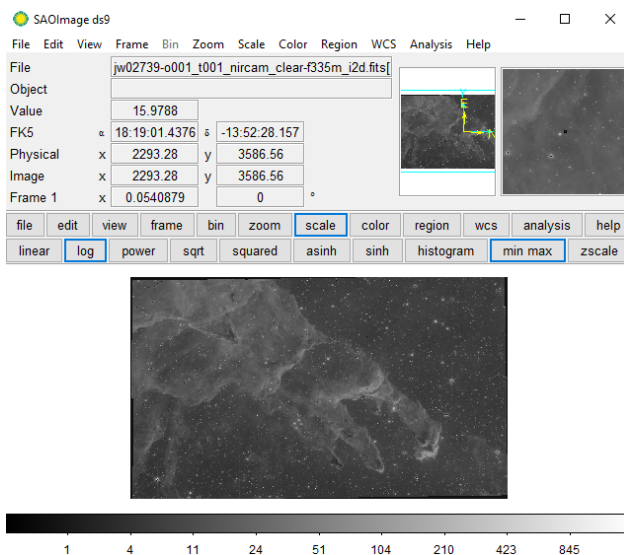 SAOImage ds9
File Edit View Frame Bin Zoom Scale Color Region WCS Analysis Help
File jw02739-o001_t001_nircam_clear-f335m_i2d.fits[
Object
Value 15.9788
FK5 α 18:19:01.4376 δ -13:52:28.157
Physical x 2293.28 y 3586.56
Image x 2293.28 y 3586.56
Frame 1 x 0.0540879 0 °
file edit view frame bin zoom scale color region wcs analysis help
linear log power sqrt squared asinh sinh histogram min max zscale
1 4 11 24 51 104 210 423 845